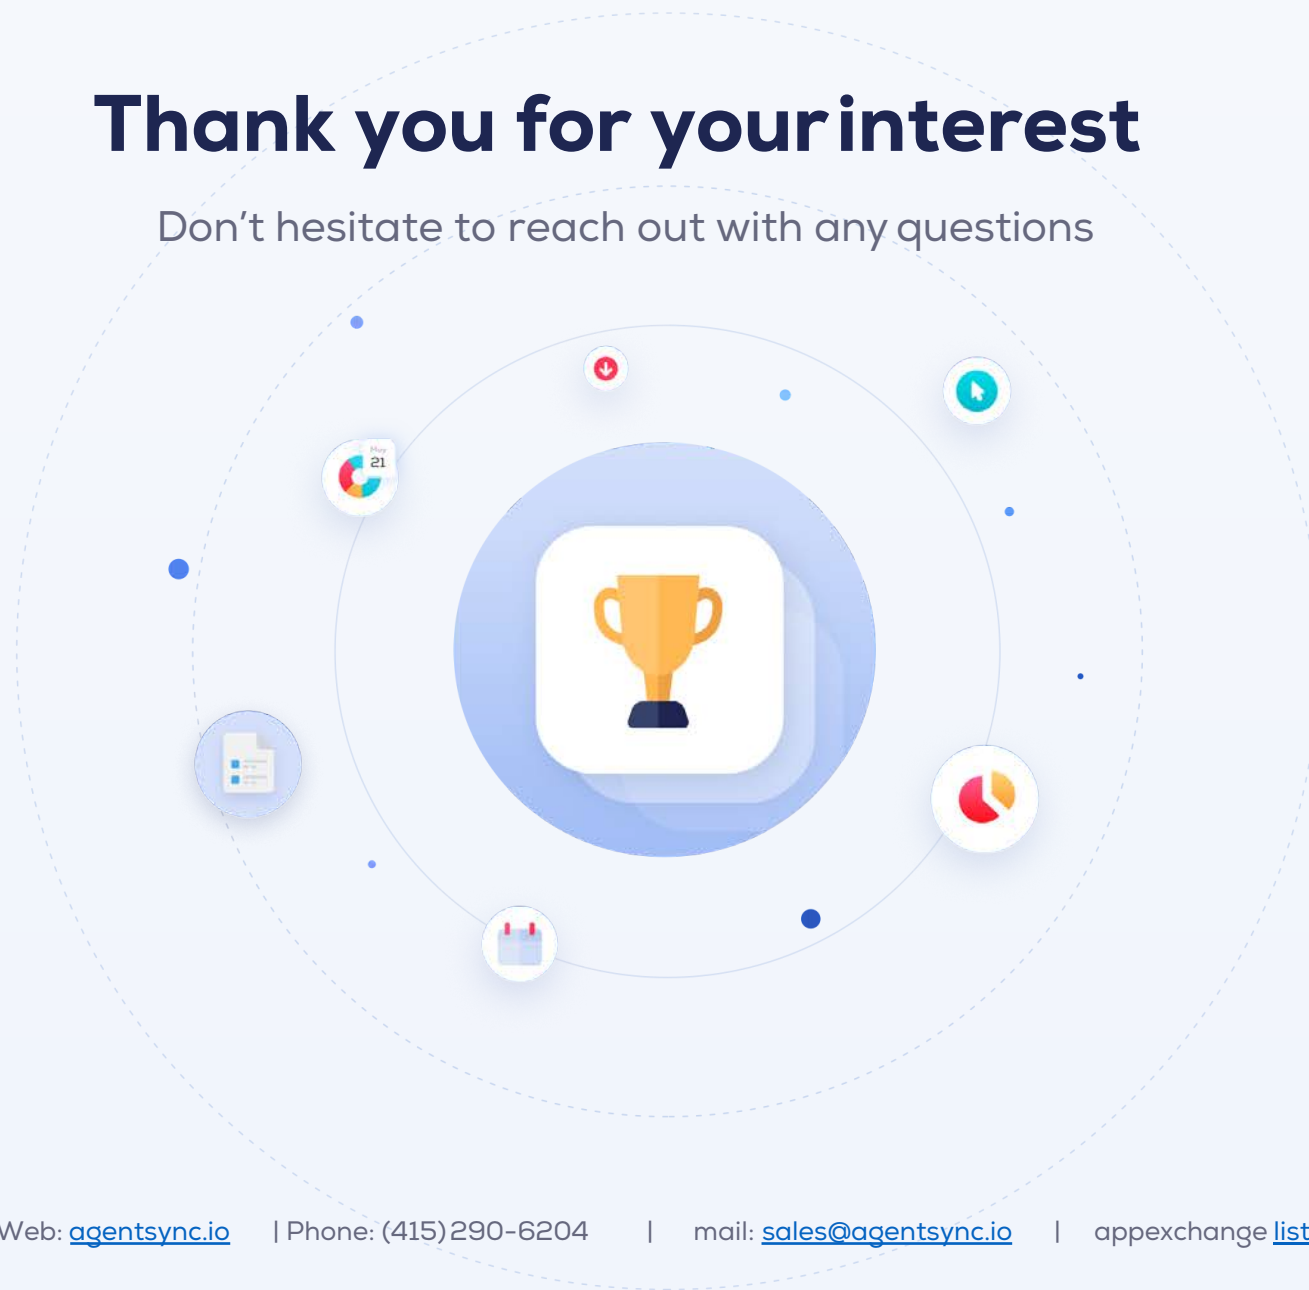 Thank you for your interest
Don't hesitate to reach out with any questions
May
21
Web: agentsync.io | Phone: (415) 290-6204 | mail: sales@agentsync.io | appexchange list